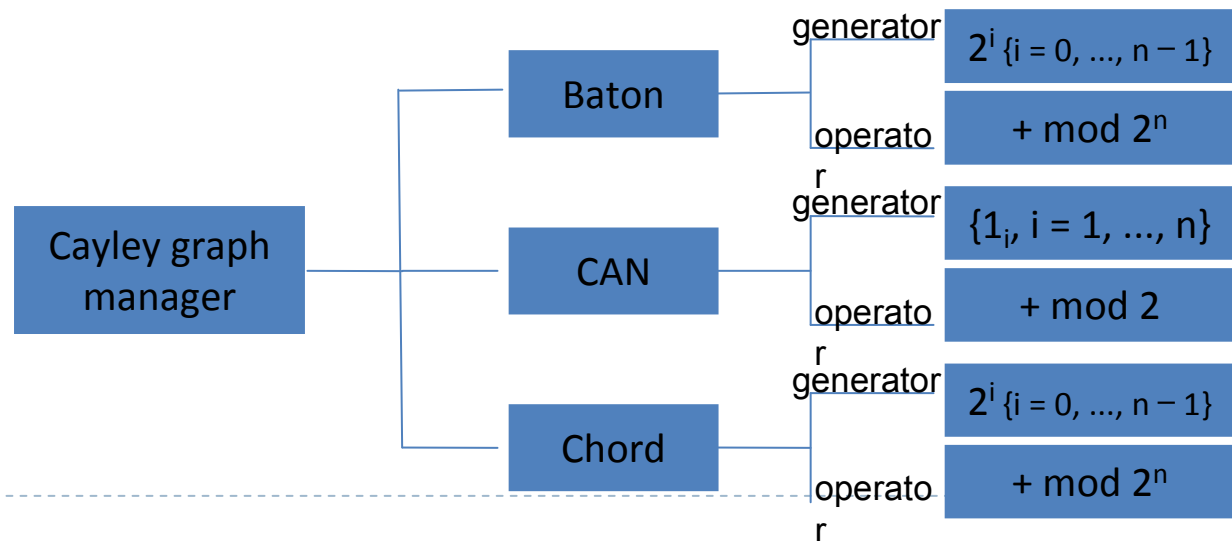 Cayley graph
manager
Baton
generator
2ⁱ {i = 0, ..., n – 1}
operato
r
+ mod 2ⁿ
CAN
generator
{1ᵢ, i = 1, ..., n}
operato
r
+ mod 2
Chord
generator
2ⁱ {i = 0, ..., n – 1}
operato
r
+ mod 2ⁿ